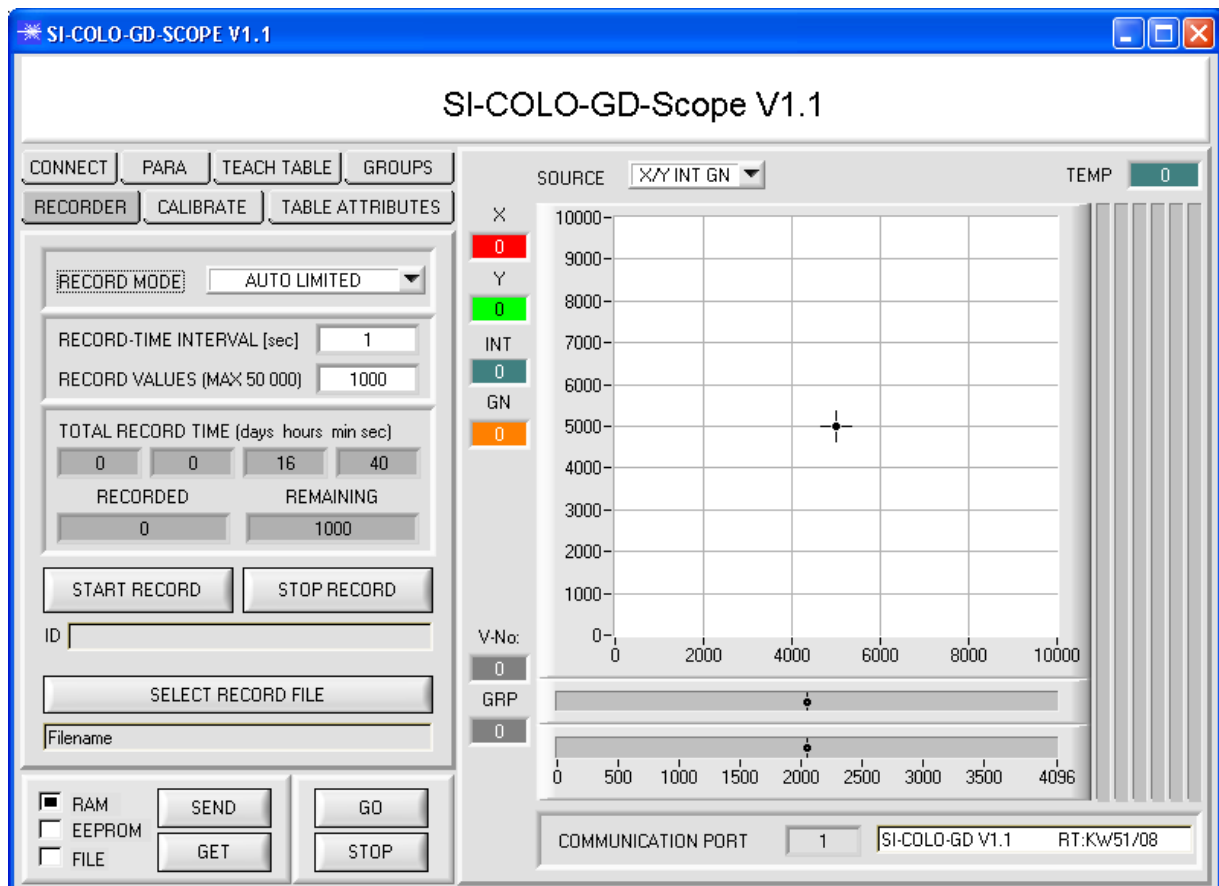 SI-COLO-GD-SCOPE V1.1
SI-COLO-GD-Scope V1.1
CONNECT PARA TEACH TABLE GROUPS
RECORDER CALIBRATE TABLE ATTRIBUTES
RECORD MODE AUTO LIMITED
RECORD-TIME INTERVAL [sec] 1
RECORD VALUES (MAX 50 000) 1000
TOTAL RECORD TIME (days hours min sec)
0 0 16 40
RECORDED REMAINING
0 1000
START RECORD STOP RECORD
ID
SELECT RECORD FILE
Filename
RAM
EEPROM
FILE
SEND
GET
GO
STOP
SOURCE X/Y INT GN TEMP 0
X
0
Y
0
INT
0
GN
0
V-No:
0
GRP
0
10000
9000
8000
7000
6000
5000
4000
3000
2000
1000
0
0 2000 4000 6000 8000 10000
0 500 1000 1500 2000 2500 3000 3500 4096
COMMUNICATION PORT 1 SI-COLO-GD V1.1 RT:KW51/08